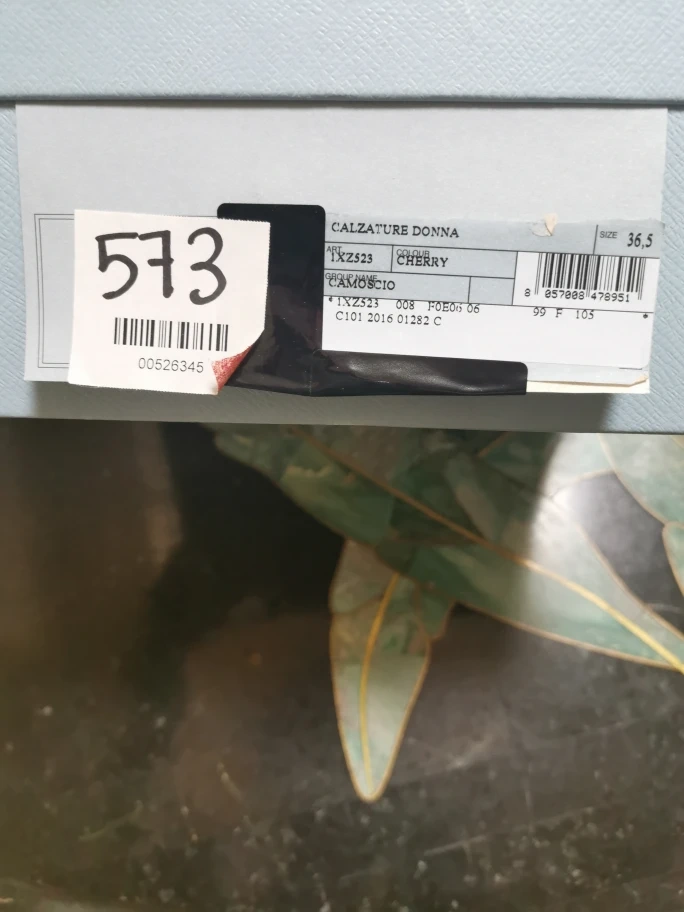 573
00526345
CALZATURE DONNA
SIZE 36,5
ART. 1XZ523 COLOUR CHERRY
GROUP NAME CAMOSCIO
8 057008 478951
*1XZ523 008 F0E06 06 99 F 105 *
C101 2016 01282 C